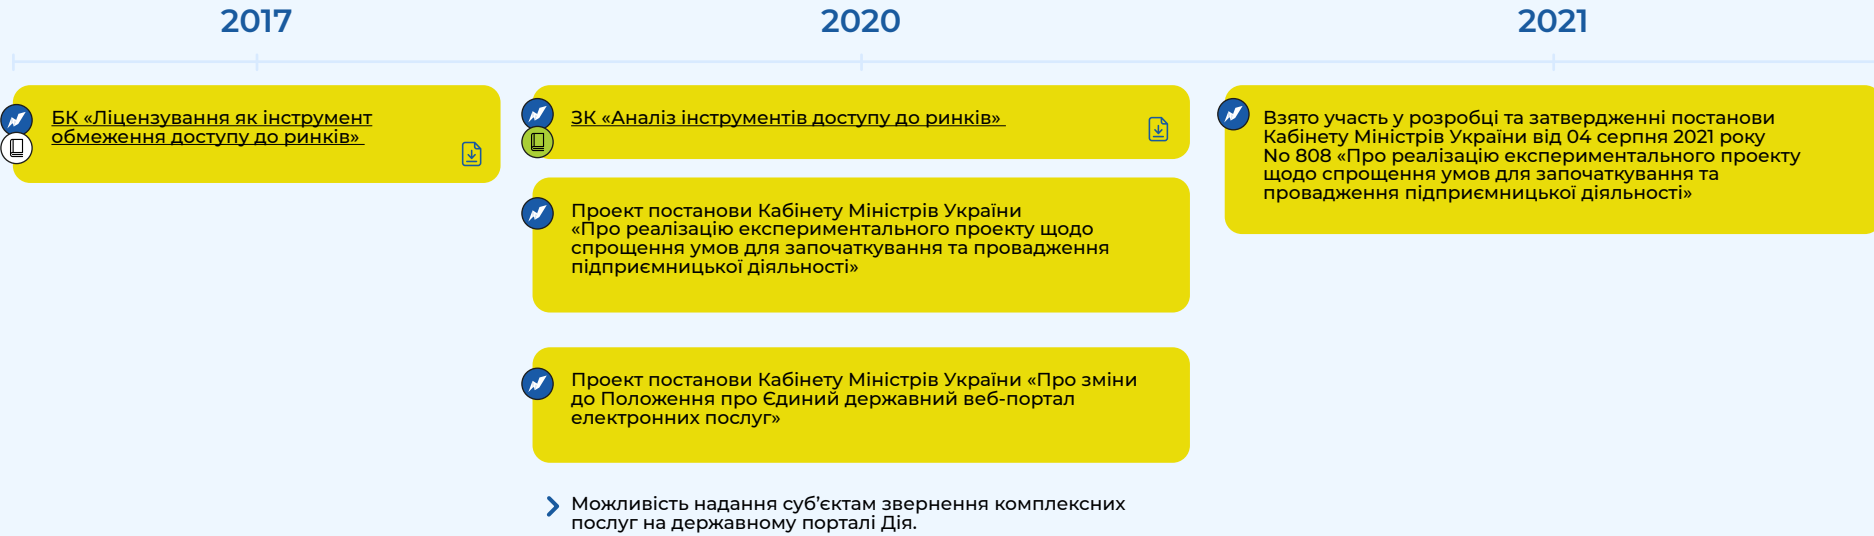 2017
БК «Ліцензування як інструмент
обмеження доступу до ринків»
2020
ЗК «Аналіз інструментів доступу до ринків»
Проект постанови Кабінету Міністрів України
«Про реалізацію експериментального проекту щодо
спрощення умов для започаткування та провадження
підприємницької діяльності»
Проект постанови Кабінету Міністрів України «Про зміни
до Положення про Єдиний державний веб-портал
електронних послуг»
Можливість надання суб’єктам звернення комплексних
послуг на державному порталі Дія.
2021
Взято участь у розробці та затвердженні постанови
Кабінету Міністрів України від 04 серпня 2021 року
No 808 «Про реалізацію експериментального проекту
щодо спрощення умов для започаткування та
провадження підприємницької діяльності»